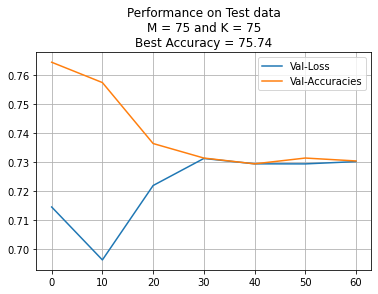 Performance on Test data
M = 75 and K = 75
Best Accuracy = 75.74
Val-Loss
Val-Accuracies
0.76
0.75
0.74
0.73
0.72
0.71
0.70
0 10 20 30 40 50 60